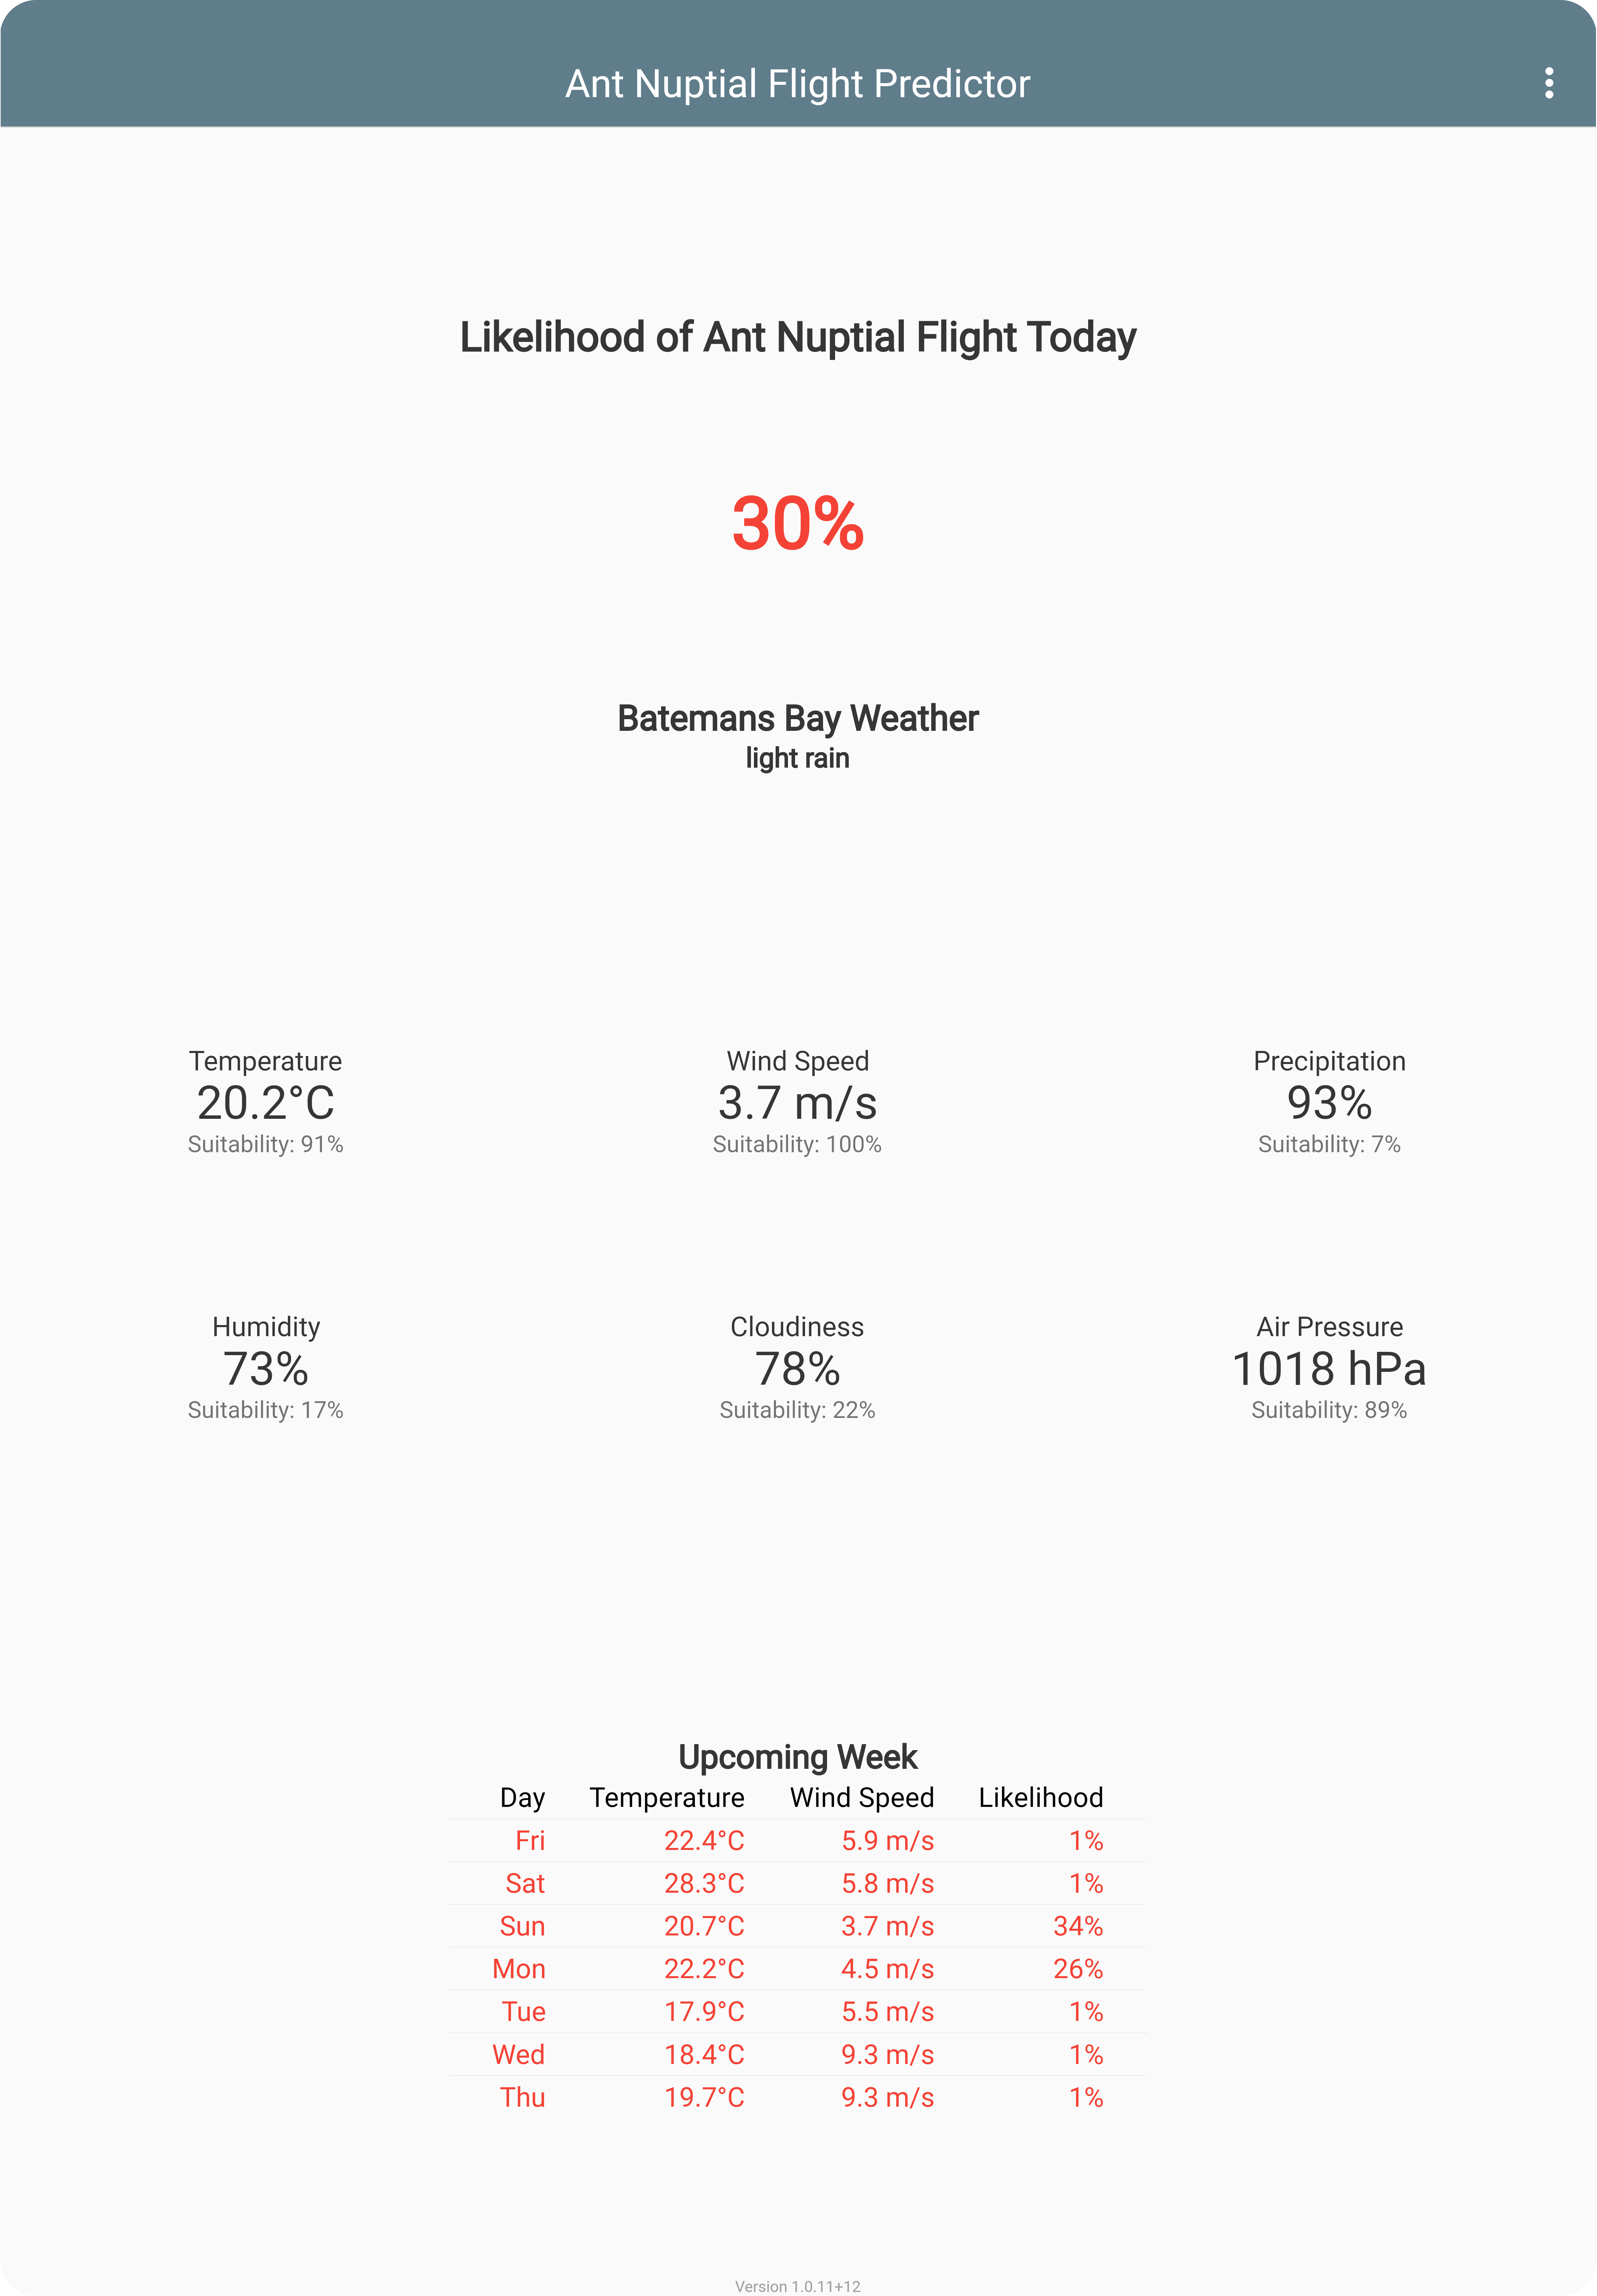 Ant Nuptial Flight Predictor
Likelihood of Ant Nuptial Flight Today
30%
Batemans Bay Weather
light rain
Temperature Wind Speed Precipitation
20.2°C 3.7 m/s 93%
Suitability: 91% Suitability: 100% Suitability: 7%
Humidity Cloudiness Air Pressure
73% 78% 1018 hPa
Suitability: 17% Suitability: 22% Suitability: 89%
Upcoming Week
Day Temperature Wind Speed Likelihood
Fri 22.4°C 5.9 m/s 1%
Sat 28.3°C 5.8 m/s 1%
Sun 20.7°C 3.7 m/s 34%
Mon 22.2°C 4.5 m/s 26%
Tue 17.9°C 5.5 m/s 1%
Wed 18.4°C 9.3 m/s 1%
Thu 19.7°C 9.3 m/s 1%
Version 1.0.11+12